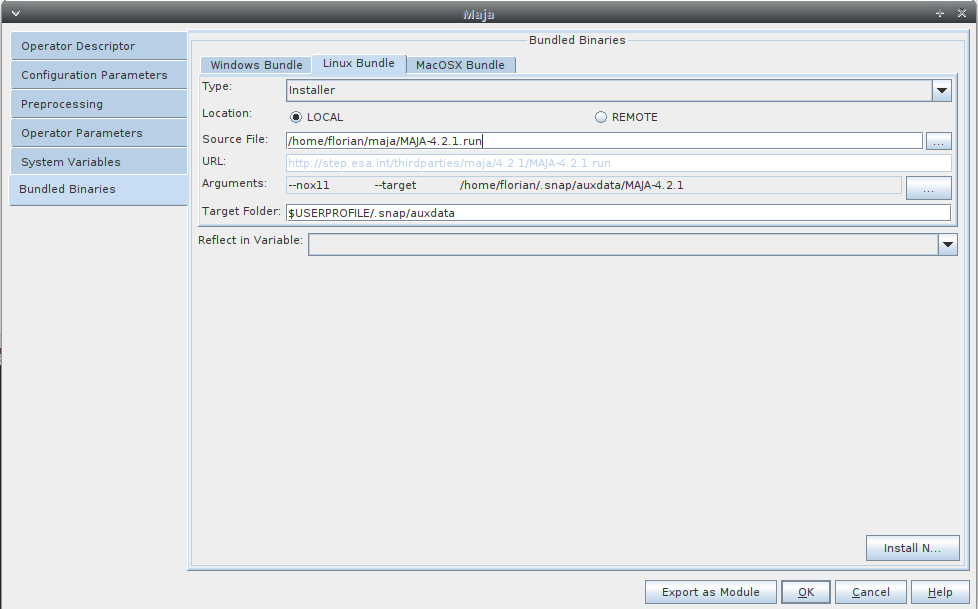 Maja
Operator Descriptor
Configuration Parameters
Preprocessing
Operator Parameters
System Variables
Bundled Binaries
Bundled Binaries
Windows Bundle Linux Bundle MacOSX Bundle
Type: Installer
Location: LOCAL REMOTE
Source File: /home/florian/maja/MAJA-4.2.1.run ...
URL: http://step.esa.int/thirdparties/maja/4.2.1/MAJA-4.2.1.run
Arguments: --nox11 --target /home/florian/.snap/auxdata/MAJA-4.2.1 ...
Target Folder: $USERPROFILE/.snap/auxdata
Reflect in Variable:
Install N...
Export as Module OK Cancel Help